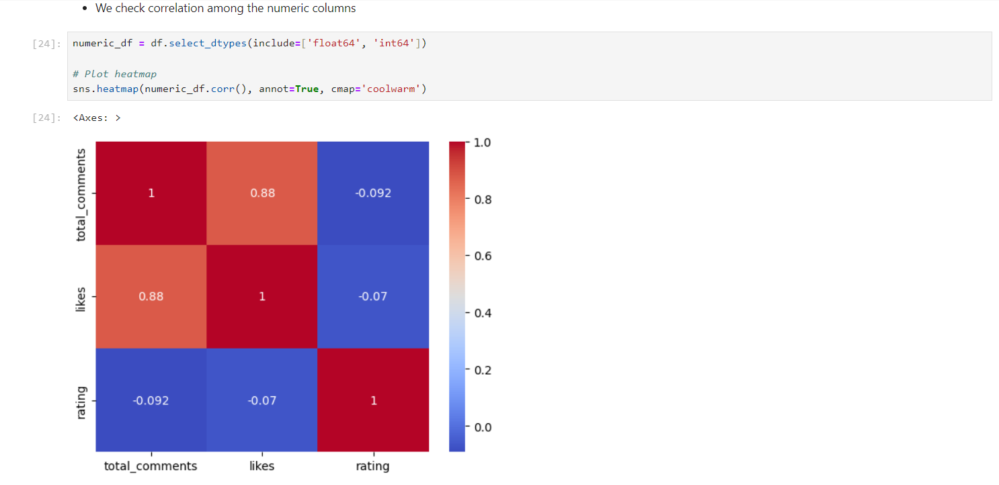 • We check correlation among the numeric columns
[24]: numeric_df = df.select_dtypes(include=['float64', 'int64'])
# Plot heatmap
sns.heatmap(numeric_df.corr(), annot=True, cmap='coolwarm')
[24]: <Axes: >
total_comments
1 0.88 -0.092
likes
0.88 1 -0.07
rating
-0.092 -0.07 1
total_comments likes rating
1.0
0.8
0.6
0.4
0.2
0.0